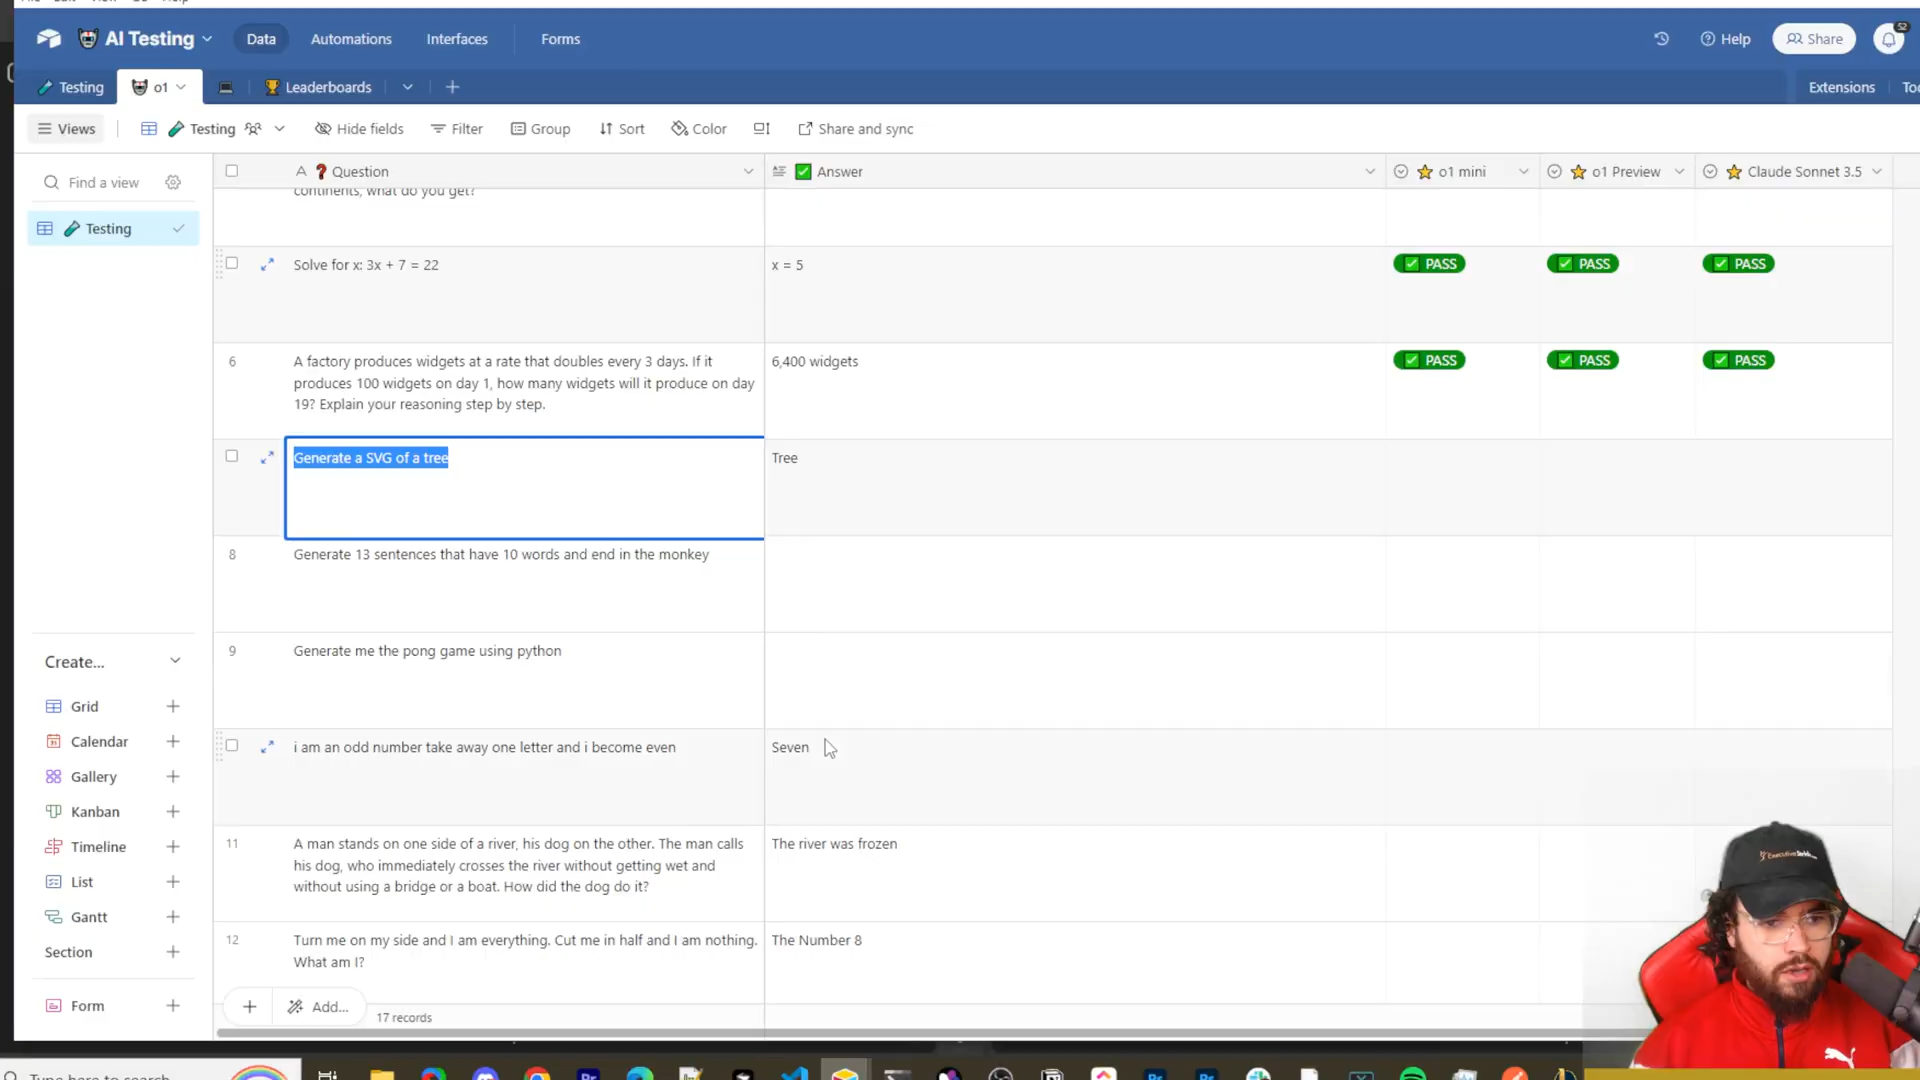 AI Testing
Data
Automations
Interfaces
Forms
Help
Share
Testing
o1
Leaderboards
Extensions
Views
Testing
Hide fields
Filter
Group
Sort
Color
Share and sync
Find a view
Testing
Question
Answer
o1 mini
o1 Preview
Claude Sonnet 3.5
continents, what do you get?
Solve for x: 3x + 7 = 22
x = 5
PASS
PASS
PASS
6
A factory produces widgets at a rate that doubles every 3 days. If it
produces 100 widgets on day 1, how many widgets will it produce on day
19? Explain your reasoning step by step.
6,400 widgets
PASS
PASS
PASS
Generate a SVG of a tree
Tree
8
Generate 13 sentences that have 10 words and end in the monkey
9
Generate me the pong game using python
i am an odd number take away one letter and i become even
Seven
11
A man stands on one side of a river, his dog on the other. The man calls
his dog, who immediately crosses the river without getting wet and
without using a bridge or a boat. How did the dog do it?
The river was frozen
12
Turn me on my side and I am everything. Cut me in half and I am nothing.
What am I?
The Number 8
Create...
Grid
Calendar
Gallery
Kanban
Timeline
List
Gantt
Section
Form
Add...
17 records
Type here to search